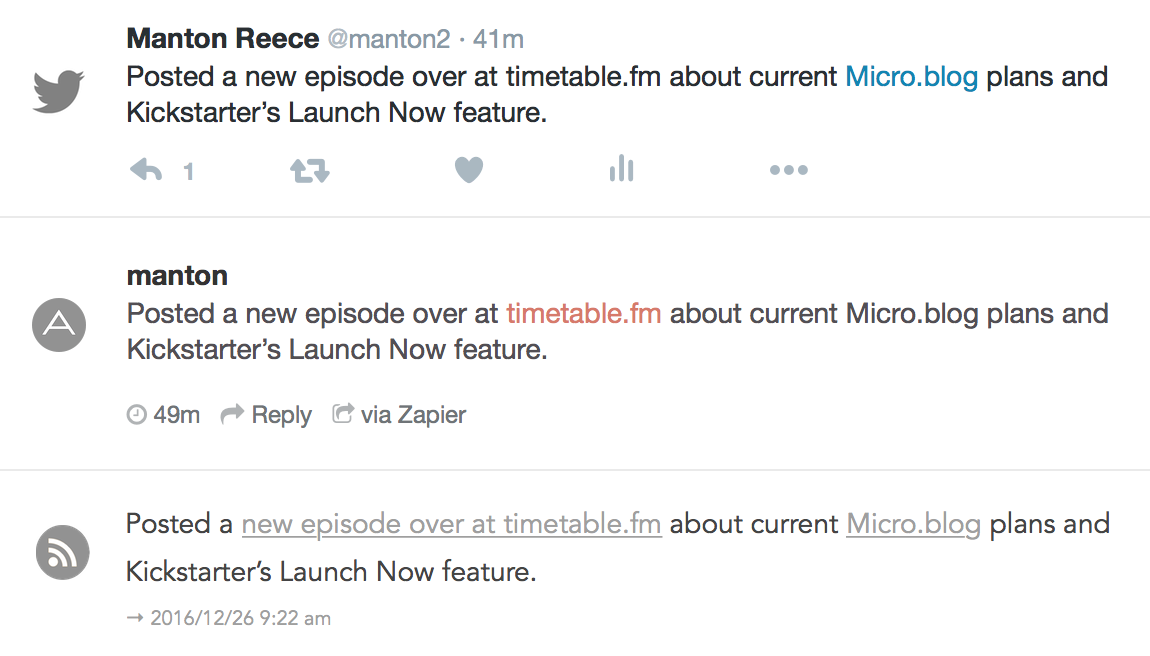 Manton Reece @manton2 · 41m
Posted a new episode over at timetable.fm about current Micro.blog plans and
Kickstarter’s Launch Now feature.
1
manton
Posted a new episode over at timetable.fm about current Micro.blog plans and
Kickstarter’s Launch Now feature.
49m Reply via Zapier
Posted a new episode over at timetable.fm about current Micro.blog plans and
Kickstarter’s Launch Now feature.
→ 2016/12/26 9:22 am